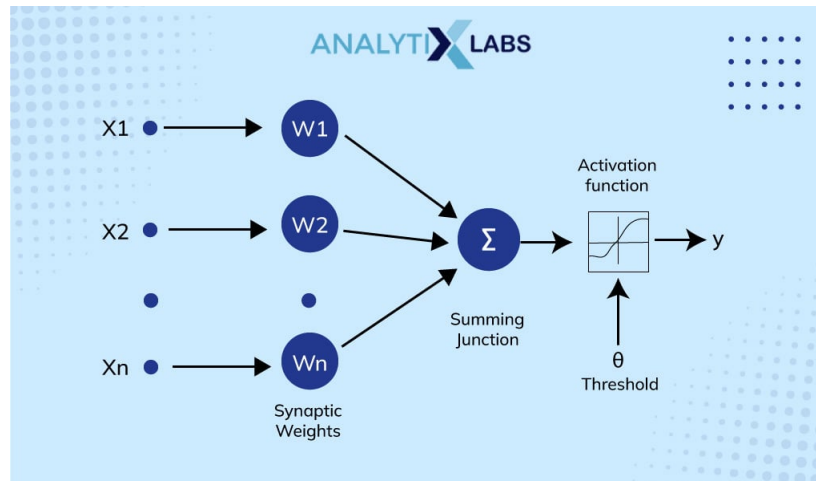 ANALYTIX LABS
X1
W1
Activation
function
X2
W2
Σ
y
Summing
Junction
Xn
Wn
θ
Threshold
Synaptic
Weights